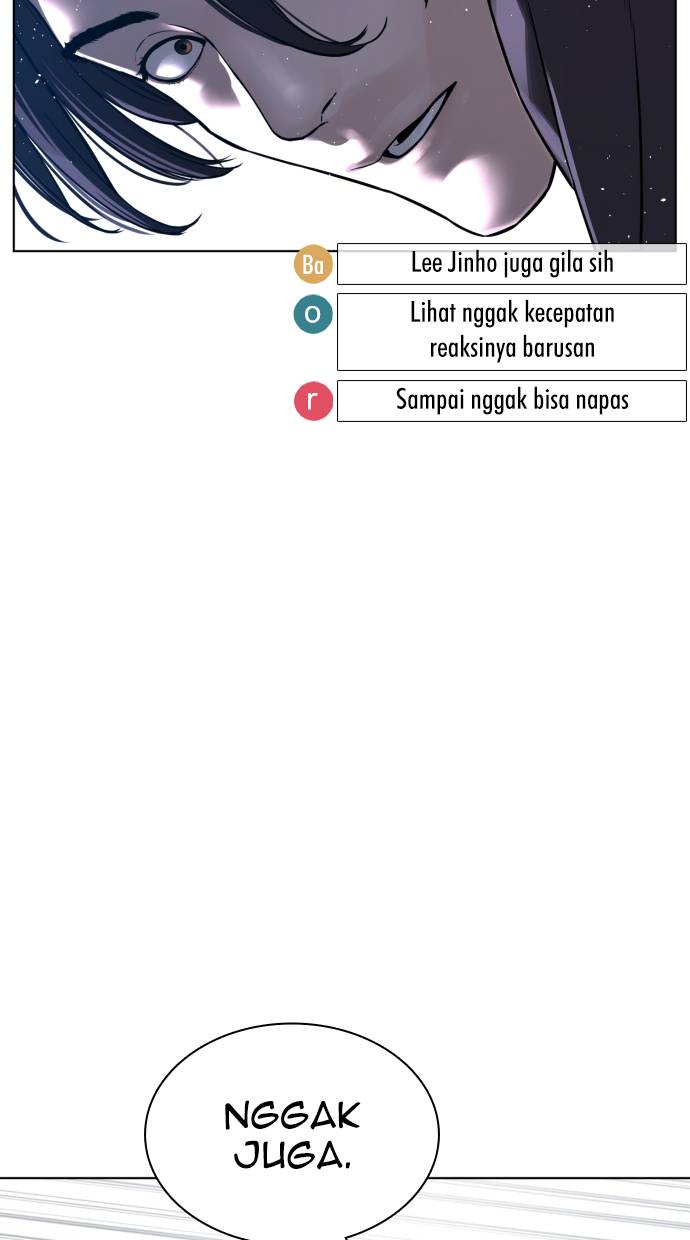 Ba
Lee Jinho juga gila sih
O
Lihat nggak kecepatan
reaksinya barusan
r
Sampai nggak bisa napas
NGGAK
JUGA.